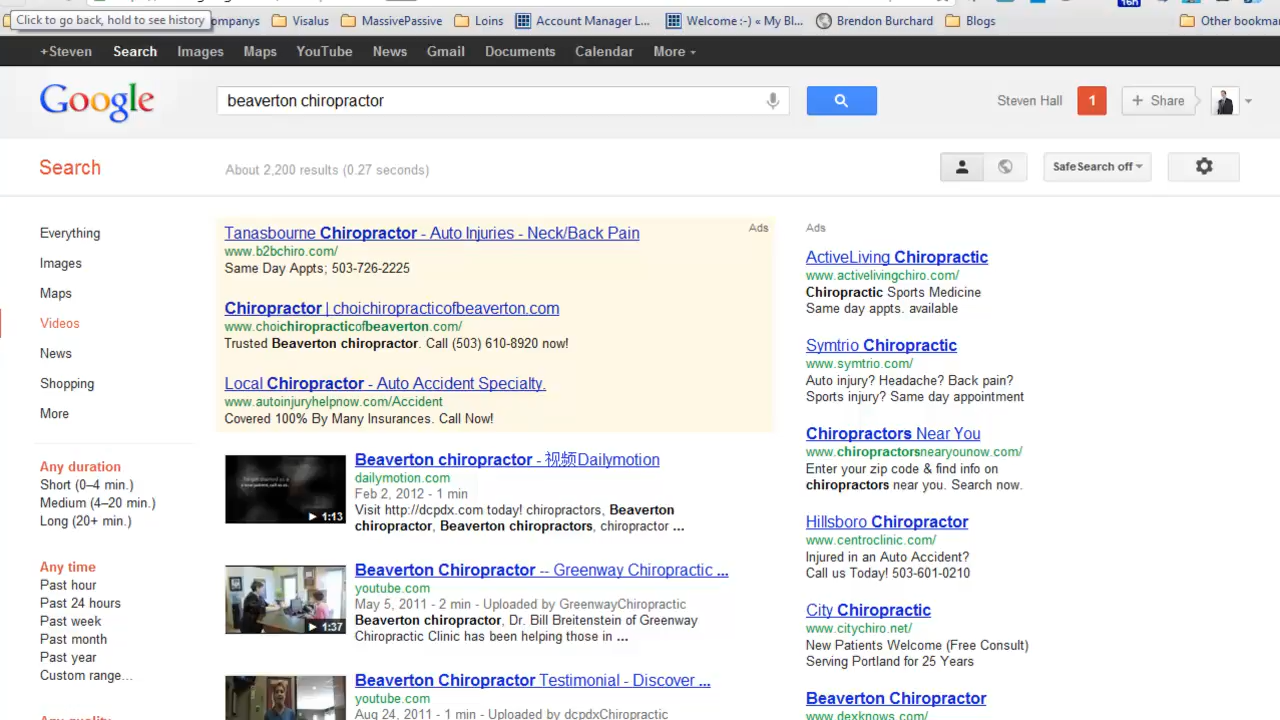 Click to go back, hold to see history
ompanys
Visalus
MassivePassive
Loins
Account Manager L...
Welcome :-) « My Bl...
Brendon Burchard
Blogs
Other bookma
16h
+Steven
Search
Images
Maps
YouTube
News
Gmail
Documents
Calendar
More
Google
beaverton chiropractor
Steven Hall
1
+ Share
Search
About 2,200 results (0.27 seconds)
SafeSearch off
Everything
Images
Maps
Videos
News
Shopping
More
Any duration
Short (0–4 min.)
Medium (4–20 min.)
Long (20+ min.)
Any time
Past hour
Past 24 hours
Past week
Past month
Past year
Custom range...
Ads
Tanasbourne Chiropractor - Auto Injuries - Neck/Back Pain
www.b2bchiro.com/
Same Day Appts; 503-726-2225
Chiropractor | choichiropracticofbeaverton.com
www.choichiropracticofbeaverton.com/
Trusted Beaverton chiropractor. Call (503) 610-8920 now!
Local Chiropractor - Auto Accident Specialty.
www.autoinjuryhelpnow.com/Accident
Covered 100% By Many Insurances. Call Now!
1:13
Beaverton chiropractor - 视频Dailymotion
dailymotion.com
Feb 2, 2012 - 1 min
Visit http://dcpdx.com today! chiropractors, Beaverton
chiropractor, Beaverton chiropractors, chiropractor ...
1:37
Beaverton Chiropractor -- Greenway Chiropractic ...
youtube.com
May 5, 2011 - 2 min - Uploaded by GreenwayChiropractic
Beaverton chiropractor, Dr. Bill Breitenstein of Greenway
Chiropractic Clinic has been helping those in ...
Beaverton Chiropractor Testimonial - Discover ...
youtube.com
Aug 24, 2011 - 1 min - Uploaded by dcpdxChiropractic
Ads
ActiveLiving Chiropractic
www.activelivingchiro.com/
Chiropractic Sports Medicine
Same day appts. available
Symtrio Chiropractic
www.symtrio.com/
Auto injury? Headache? Back pain?
Sports injury? Same day appointment
Chiropractors Near You
www.chiropractorsnearyounow.com/
Enter your zip code & find info on
chiropractors near you. Search now.
Hillsboro Chiropractor
www.centroclinic.com/
Injured in an Auto Accident?
Call us Today! 503-601-0210
City Chiropractic
www.citychiro.net/
New Patients Welcome (Free Consult)
Serving Portland for 25 Years
Beaverton Chiropractor
www.dexknows.com/